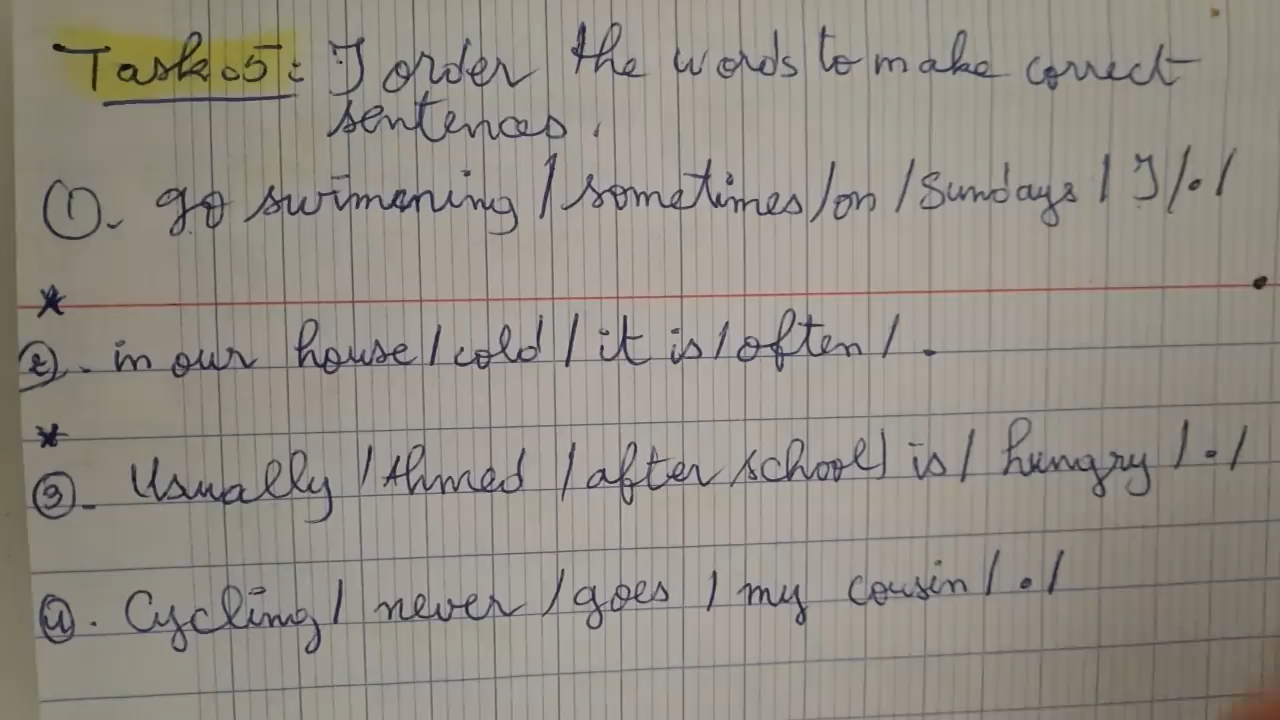 Task 05: I order the words to make correct
sentences.
①. go swimming / sometimes / on / Sundays / I / . /
②. in our house / cold / it is / often / .
③. Usually / Ahmed / after / school / is / hungry / . /
④. Cycling / never / goes / my cousin / . /